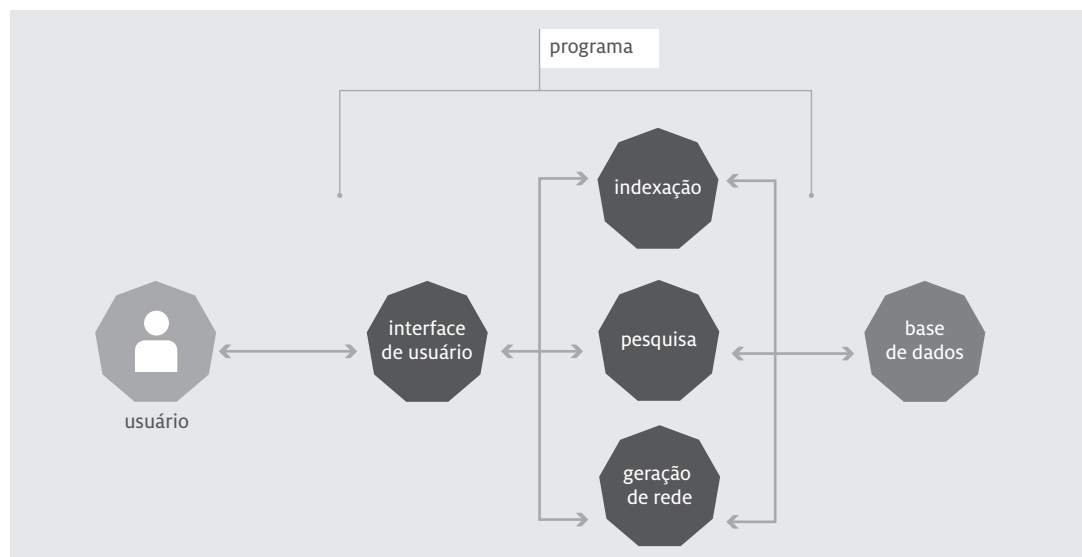 programa
indexação
usuário
interface
de usuário
pesquisa
base
de dados
geração
de rede